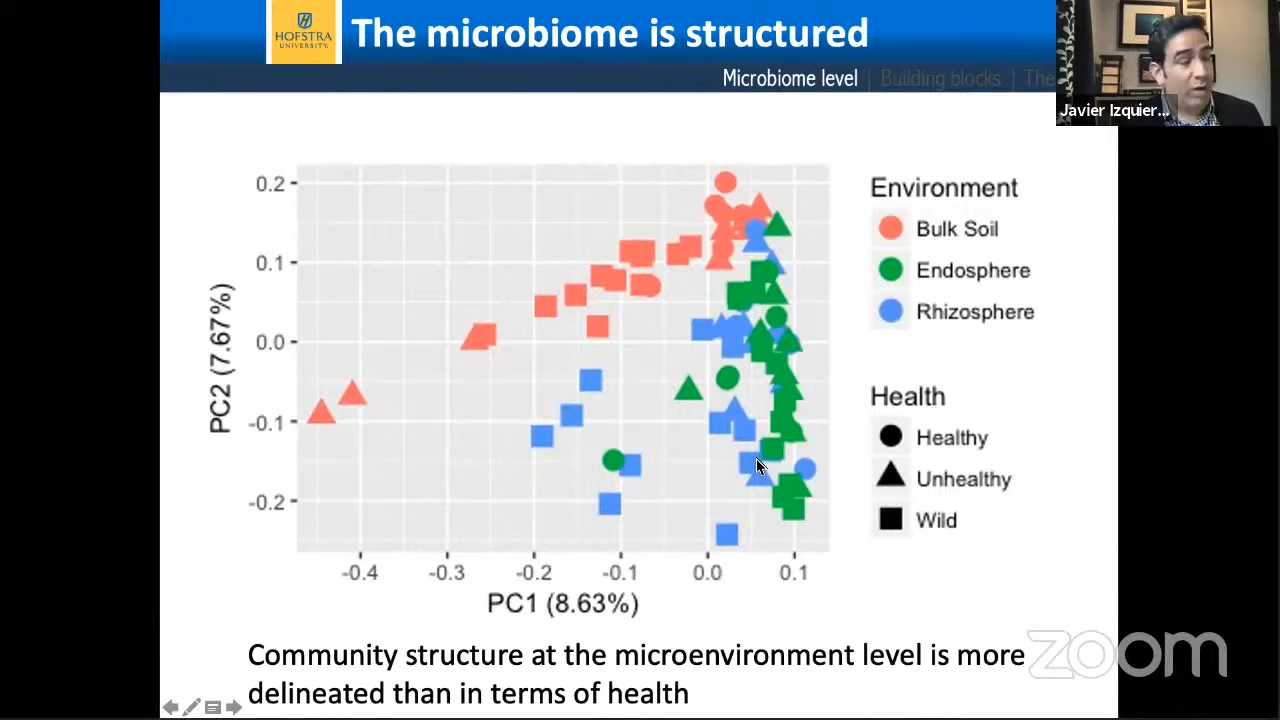 HOFSTRA
UNIVERSITY.
The microbiome is structured
Microbiome level | Building blocks | The
Javier Izquier...
0.2
0.1
0.0
-0.1
-0.2
PC2 (7.67%)
-0.4 -0.3 -0.2 -0.1 0.0 0.1
PC1 (8.63%)
Environment
Bulk Soil
Endosphere
Rhizosphere
Health
Healthy
Unhealthy
Wild
Community structure at the microenvironment level is more
delineated than in terms of health
zoom